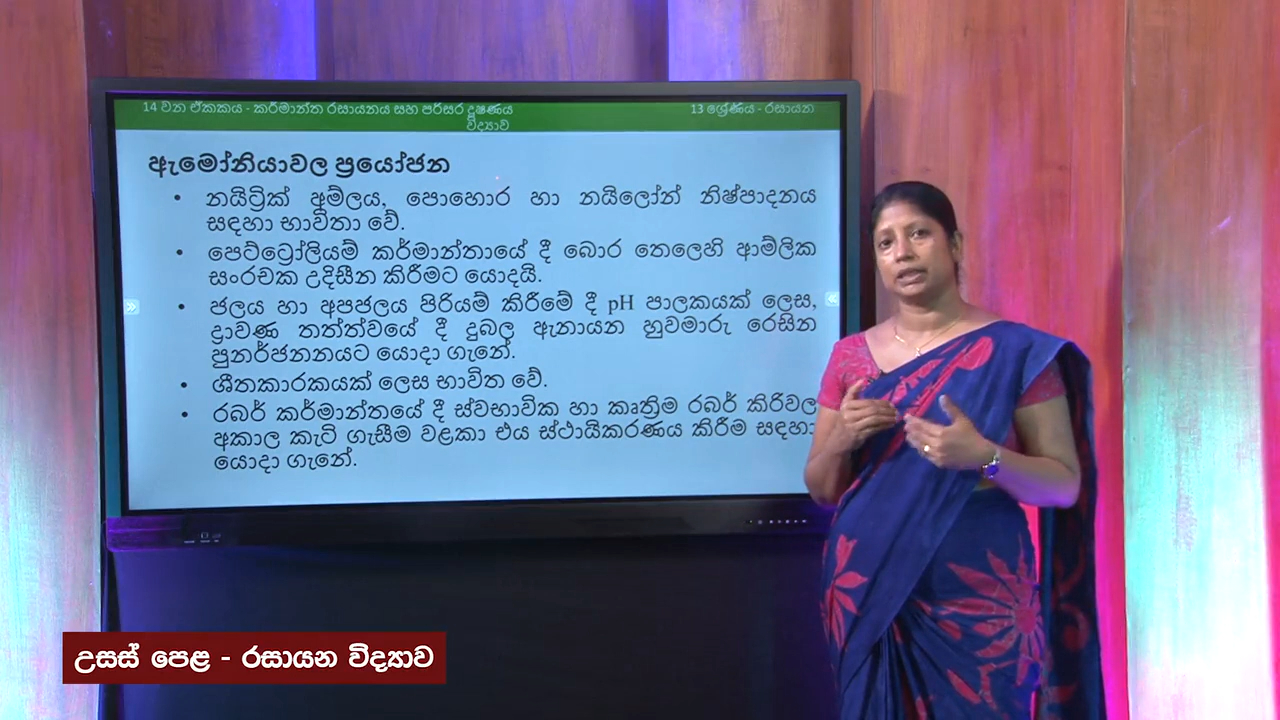 14 වන ඒකකය - කර්මාන්ත රසායනය සහ පරිසර දූෂණය
විද්‍යාව
13 ශ්‍රේණිය - රසායන
ඇමෝනියාවල ප්‍රයෝජන
• නයිට්‍රික් අම්ලය, පොහොර හා නයිලෝන් නිෂ්පාදනය
සඳහා භාවිතා වේ.
• පෙට්ට්‍රෝලියම් කර්මාන්තායේ දී බොර තෙලෙහි ආම්ලික
සංරචක උදිසීන කිරීමට යොදයි.
• ජලය හා අපජලය පිරියම් කිරීමේ දී pH පාලකයක් ලෙස,
ද්‍රාවණ තත්ත්වයේ දී දුබල ඇනායන හුවමාරු රෙසින
පුනර්ජනනයට යොදා ගැනේ.
• ශීතකාරකයක් ලෙස භාවිත වේ.
• රබර් කර්මාන්තයේ දී ස්වභාවික හා කෘත්‍රිම රබර් කිරිවල
අකාල කැටි ගැසීම වළකා එය ස්ථායිකරණය කිරීම සඳහා
යොදා ගැනේ.
උසස් පෙළ - රසායන විද්‍යාව